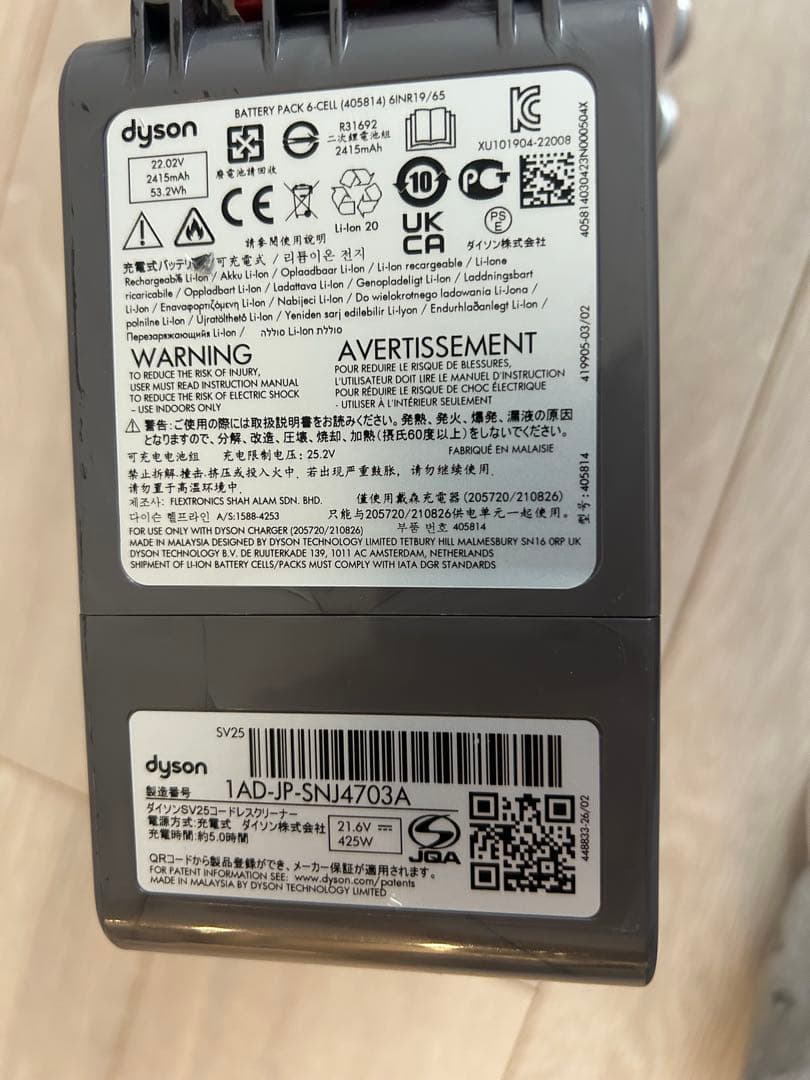 BATTERY PACK 6-CELL (405814) 6INR19/65
dyson
R31692
二次鋰電池組
2415mAh
XU101904-22008
22.02V
2415mAh
53.2Wh
廢電池請回收
Li-Ion 20
10
UK
CA
PS
E
請參閱使用說明
ダイソン株式会社
405814030423N000504X
充電式バッテリ 可充電式 / 리튬이온 전지
Rechargeable Li-Ion / Akku Li-Ion / Oplaadbaar Li-Ion / Li-Ion recargeable / Li-Ione
ricaricabile / Oppladbart Li-Ion / Ladattava Li-Ion / Genopladeligt Li-Ion / Laddningsbart
Li-Jon / Επαναφορτιζόμενη Li-Ion / Nabijeci Li-Ion / Do wielokrotnego ladowania Li-Jona /
polnilne Li-Ion / Újratölthető Li-Ion / Yeniden sarj edilebilir Li-Iyon / Endurhlaðanlegt Li-Ion /
Перезаряжающийся Li-Ion / סוללה Li-Ion סוללת
WARNING
TO REDUCE THE RISK OF INJURY,
USER MUST READ INSTRUCTION MANUAL
TO REDUCE THE RISK OF ELECTRIC SHOCK
- USE INDOORS ONLY
AVERTISSEMENT
POUR REDUIRE LE RISQUE DE BLESSURES,
L'UTILISATEUR DOIT LIRE LE MANUEL D'INSTRUCTION
POUR RÉDUIRE LE RISQUE DE CHOC ÉLECTRIQUE
- UTILISER À L'INTÉRIEUR SEULEMENT
419905-03/02
警告:ご使用の際には取扱説明書をお読みください。発熱、発火、爆発、漏液の原因
となりますので、分解、改造、圧壊、焼却、加熱(摂氏60度以上)をしないでください。
可充电电池组 充电限制电压: 25.2V
FABRIQUÉ EN MALAISIE
禁止拆解.撞击.挤压或投入火中. 若出现严重鼓胀, 请勿继续使用.
请勿置于高温环境中.
제조사: FLEXTRONICS SHAH ALAM SDN. BHD.
僅使用戴森充電器 (205720/210826)
다이슨 헬프라인 A/S:1588-4253
只能与205720/210826供电单元一起使用。
FOR USE ONLY WITH DYSON CHARGER (205720/210826)
부품 번호 405814
型号: 405814
MADE IN MALAYSIA DESIGNED BY DYSON TECHNOLOGY LIMITED TETBURY HILL MALMESBURY SN16 0RP UK
DYSON TECHNOLOGY B.V. DE RUIJTERKADE 139, 1011 AC AMSTERDAM, NETHERLANDS
SHIPMENT OF LI-ION BATTERY CELLS/PACKS MUST COMPLY WITH IATA DGR STANDARDS
SV25
dyson
製造番号
1AD-JP-SNJ4703A
ダイソンSV25コードレスクリーナー
電源方式:充電式 ダイソン株式会社
充電時間:約5.0時間
21.6V
425W
JQA
QRコードから製品登録ができ、メーカー保証が適用されます。
FOR PATENT INFORMATION SEE: www.dyson.com/patents
MADE IN MALAYSIA BY DYSON TECHNOLOGY LIMITED
448833-26/02